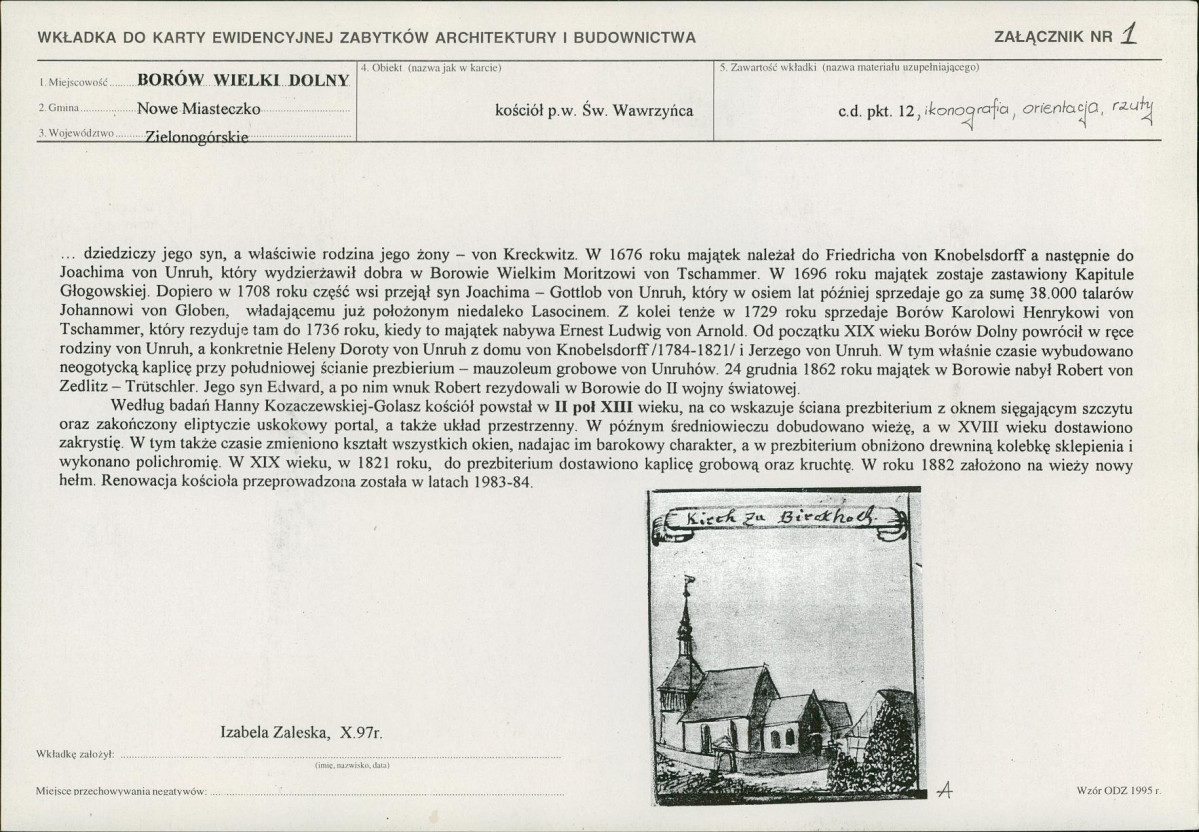 WKŁADKA DO KARTY EWIDENCYJNEJ ZABYTKÓW ARCHITEKTURY I BUDOWNICTWA
ZAŁĄCZNIK NR 1
1. Miejscowość BORÓW WIELKI DOLNY
2. Gmina Nowe Miasteczko
3. Województwo Zielonogórskie
4. Obiekt (nazwa jak w karcie)
kościół p.w. Św. Wawrzyńca
5. Zawartość wkładki (nazwa materiału uzupełniającego)
c.d. pkt. 12, ikonografia, orientacja, rzuty
… dziedziczy jego syn, a właściwie rodzina jego żony – von Kreckwitz. W 1676 roku majątek należał do Friedricha von Knobelsdorff a następnie do
Joachima von Unruh, który wydzierżawił dobra w Borowie Wielkim Moritzowi von Tschammer. W 1696 roku majątek zostaje zastawiony Kapitule
Głogowskiej. Dopiero w 1708 roku część wsi przejął syn Joachima – Gottlob von Unruh, który w osiem lat później sprzedaje go za sumę 38.000 talarów
Johannowi von Globen, władającemu już położonym niedaleko Lasocinem. Z kolei tenże w 1729 roku sprzedaje Borów Karolowi Henrykowi von
Tschammer, który rezyduje tam do 1736 roku, kiedy to majątek nabywa Ernest Ludwig von Arnold. Od początku XIX wieku Borów Dolny powrócił w ręce
rodziny von Unruh, a konkretnie Heleny Doroty von Unruh z domu von Knobelsdorff /1784-1821/ i Jerzego von Unruh. W tym właśnie czasie wybudowano
neogotycką kaplicę przy południowej ścianie prezbierium – mauzoleum grobowe von Unruhów. 24 grudnia 1862 roku majątek w Borowie nabył Robert von
Zedlitz – Trütschler. Jego syn Edward, a po nim wnuk Robert rezydowali w Borowie do II wojny światowej.
Według badań Hanny Kozaczewskiej-Golasz kościół powstał w II poł XIII wieku, na co wskazuje ściana prezbiterium z oknem sięgającym szczytu
oraz zakończony eliptyczie uskokowy portal, a także układ przestrzenny. W późnym średniowieczu dobudowano wieżę, a w XVIII wieku dostawiono
zakrystię. W tym także czasie zmieniono kształt wszystkich okien, nadajac im barokowy charakter, a w prezbiterium obniżono drewniną kolebkę sklepienia i
wykonano polichromię. W XIX wieku, w 1821 roku, do prezbiterium dostawiono kaplicę grobową oraz kruchtę. W roku 1882 założono na wieży nowy
hełm. Renowacja kościoła przeprowadzona została w latach 1983-84.
Kirch zu Birckhoch.
Izabela Zaleska, X.97r.
Wkładkę założył:
(imię, nazwisko, data)
Miejsce przechowywania negatywów:
A
Wzór ODZ 1995 r.